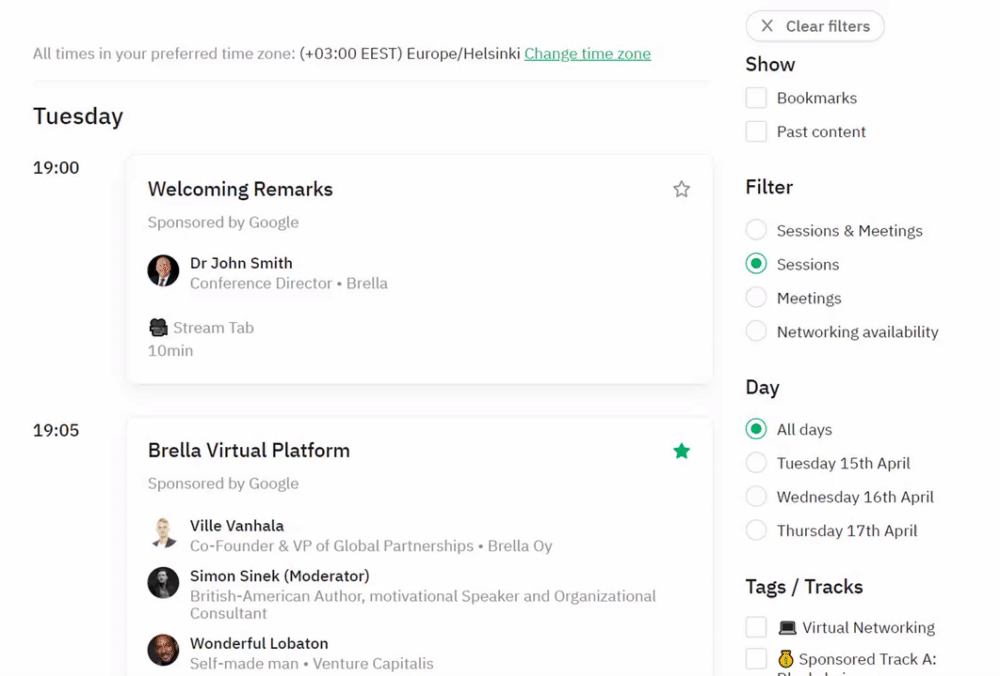 All times in your preferred time zone: (+03:00 EEST) Europe/Helsinki Change time zone
Tuesday
19:00
Welcoming Remarks
Sponsored by Google
Dr John Smith
Conference Director • Brella
Stream Tab
10min
19:05
Brella Virtual Platform
Sponsored by Google
Ville Vanhala
Co-Founder & VP of Global Partnerships • Brella Oy
Simon Sinek (Moderator)
British-American Author, motivational Speaker and Organizational
Consultant
Wonderful Lobaton
Self-made man • Venture Capitalis
Clear filters
Show
Bookmarks
Past content
Filter
Sessions & Meetings
Sessions
Meetings
Networking availability
Day
All days
Tuesday 15th April
Wednesday 16th April
Thursday 17th April
Tags / Tracks
Virtual Networking
Sponsored Track A: